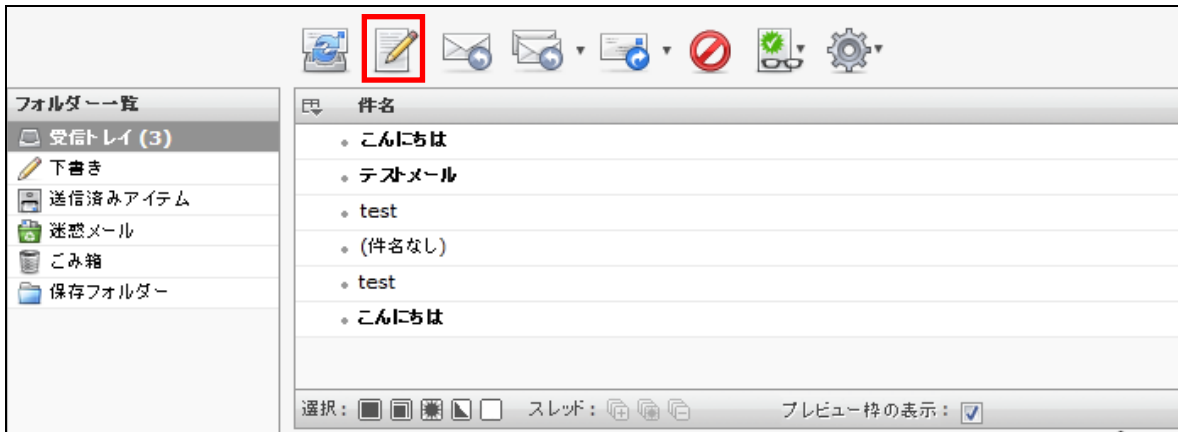 フォルダー一覧
受信トレイ (3)
下書き
送信済みアイテム
迷惑メール
ごみ箱
保存フォルダー
件名
こんにちは
テストメール
test
(件名なし)
test
こんにちは
選択: スレッド: プレビュー枠の表示: